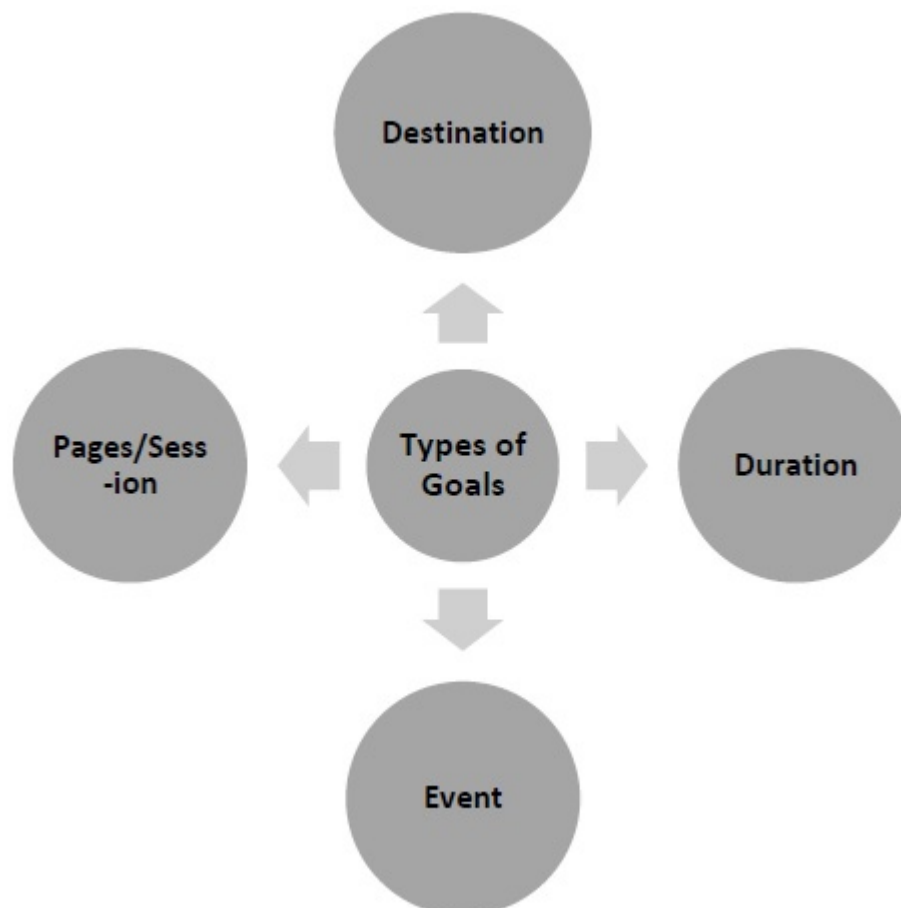 Destination
Pages/Sess
-ion
Types of
Goals
Duration
Event